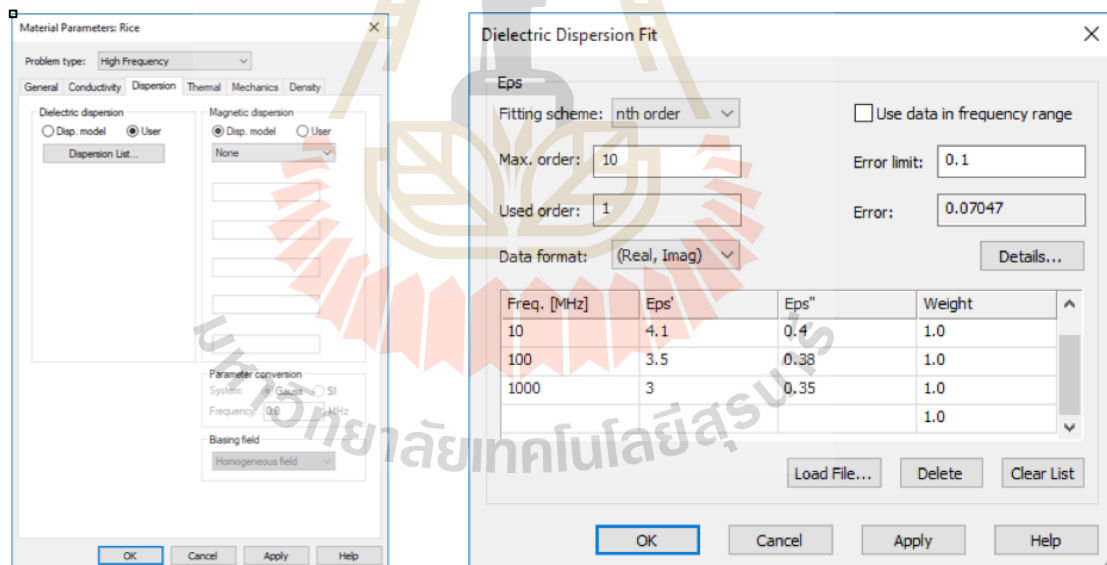 Material Parameters: Rice
Problem type: High Frequency
General Conductivity Dispersion Thermal Mechanics Density
Dielectric dispersion
Disp. model User
Dispersion List...
Magnetic dispersion
Disp. model User
None
Parameter conversion
System: Gauss SI
Frequency: 0.0 MHz
Biasing field
Homogeneous field
OK Cancel Apply Help
Dielectric Dispersion Fit
Eps
Fitting scheme: nth order Use data in frequency range
Max. order: 10 Error limit: 0.1
Used order: 1 Error: 0.07047
Data format: (Real, Imag) Details...
Freq. [MHz] Eps' Eps" Weight
10 4.1 0.4 1.0
100 3.5 0.38 1.0
1000 3 0.35 1.0
1.0
Load File... Delete Clear List
OK Cancel Apply Help
มหาวิทยาลัยเทคโนโลยีสุรนารี